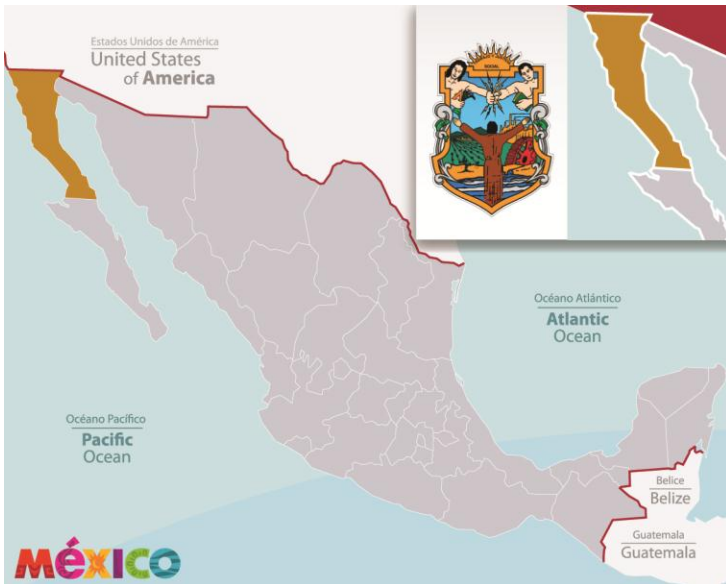 Estados Unidos de América
United States
of America
SOCIAL
Océano Atlántico
Atlantic
Ocean
Océano Pacífico
Pacific
Ocean
Belice
Belize
Guatemala
Guatemala
México